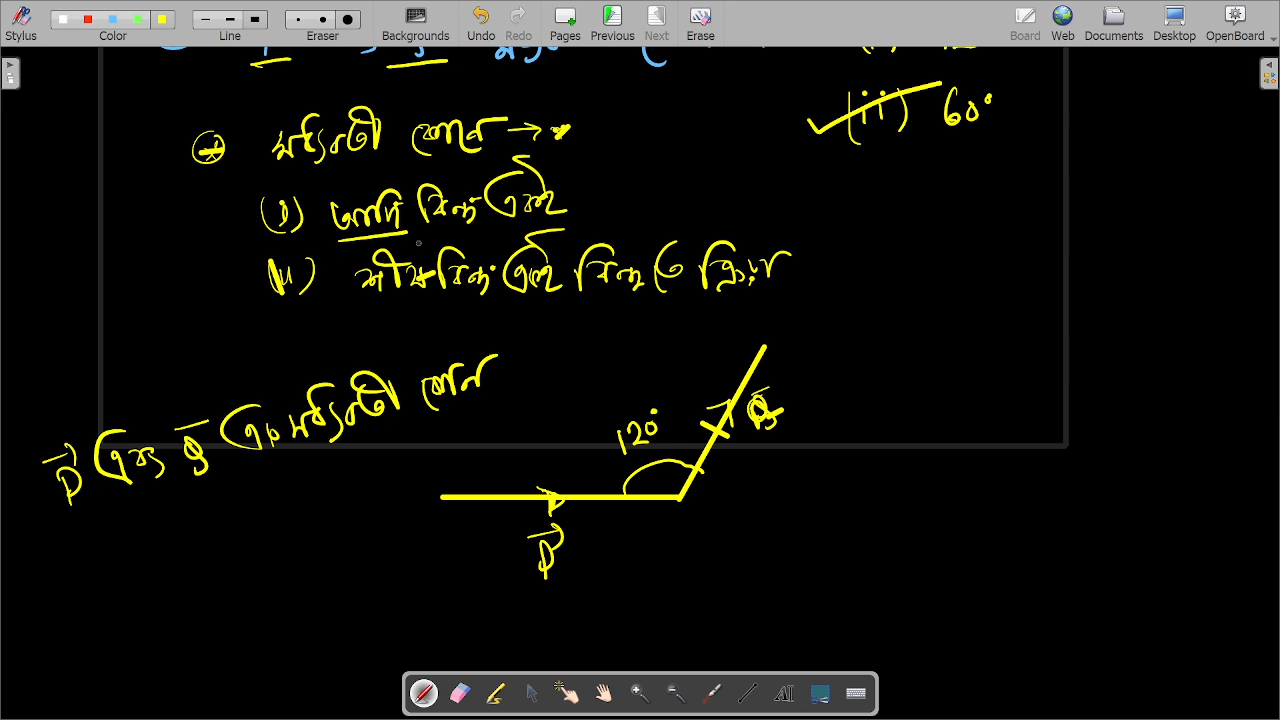 Stylus
Color
Line
Eraser
Backgrounds
Undo
Redo
Pages
Previous
Next
Erase
Board
Web
Documents
Desktop
OpenBoard
(ii) 60°
মধ্যবর্তী কোণ →
(i) আদি বিন্দু একই
(ii) শীর্ষবিন্দু একই বিন্দুতে ক্রিয়া
P এবং Q এর মধ্যবর্তী কোণ
120°
Q
P